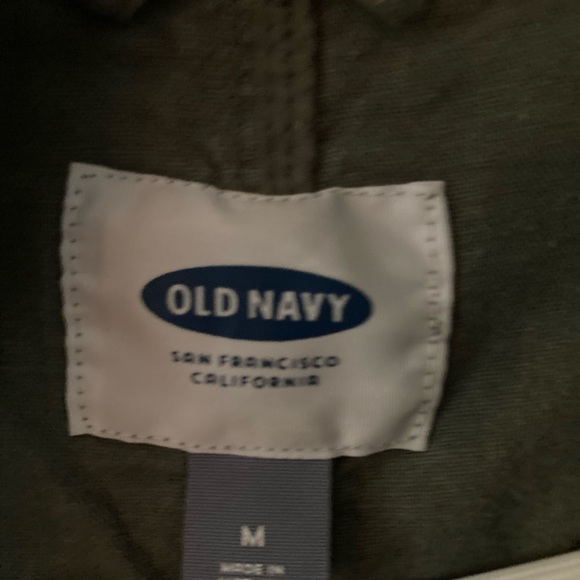 OLD NAVY
SAN FRANCISCO
CALIFORNIA
M
MADE IN